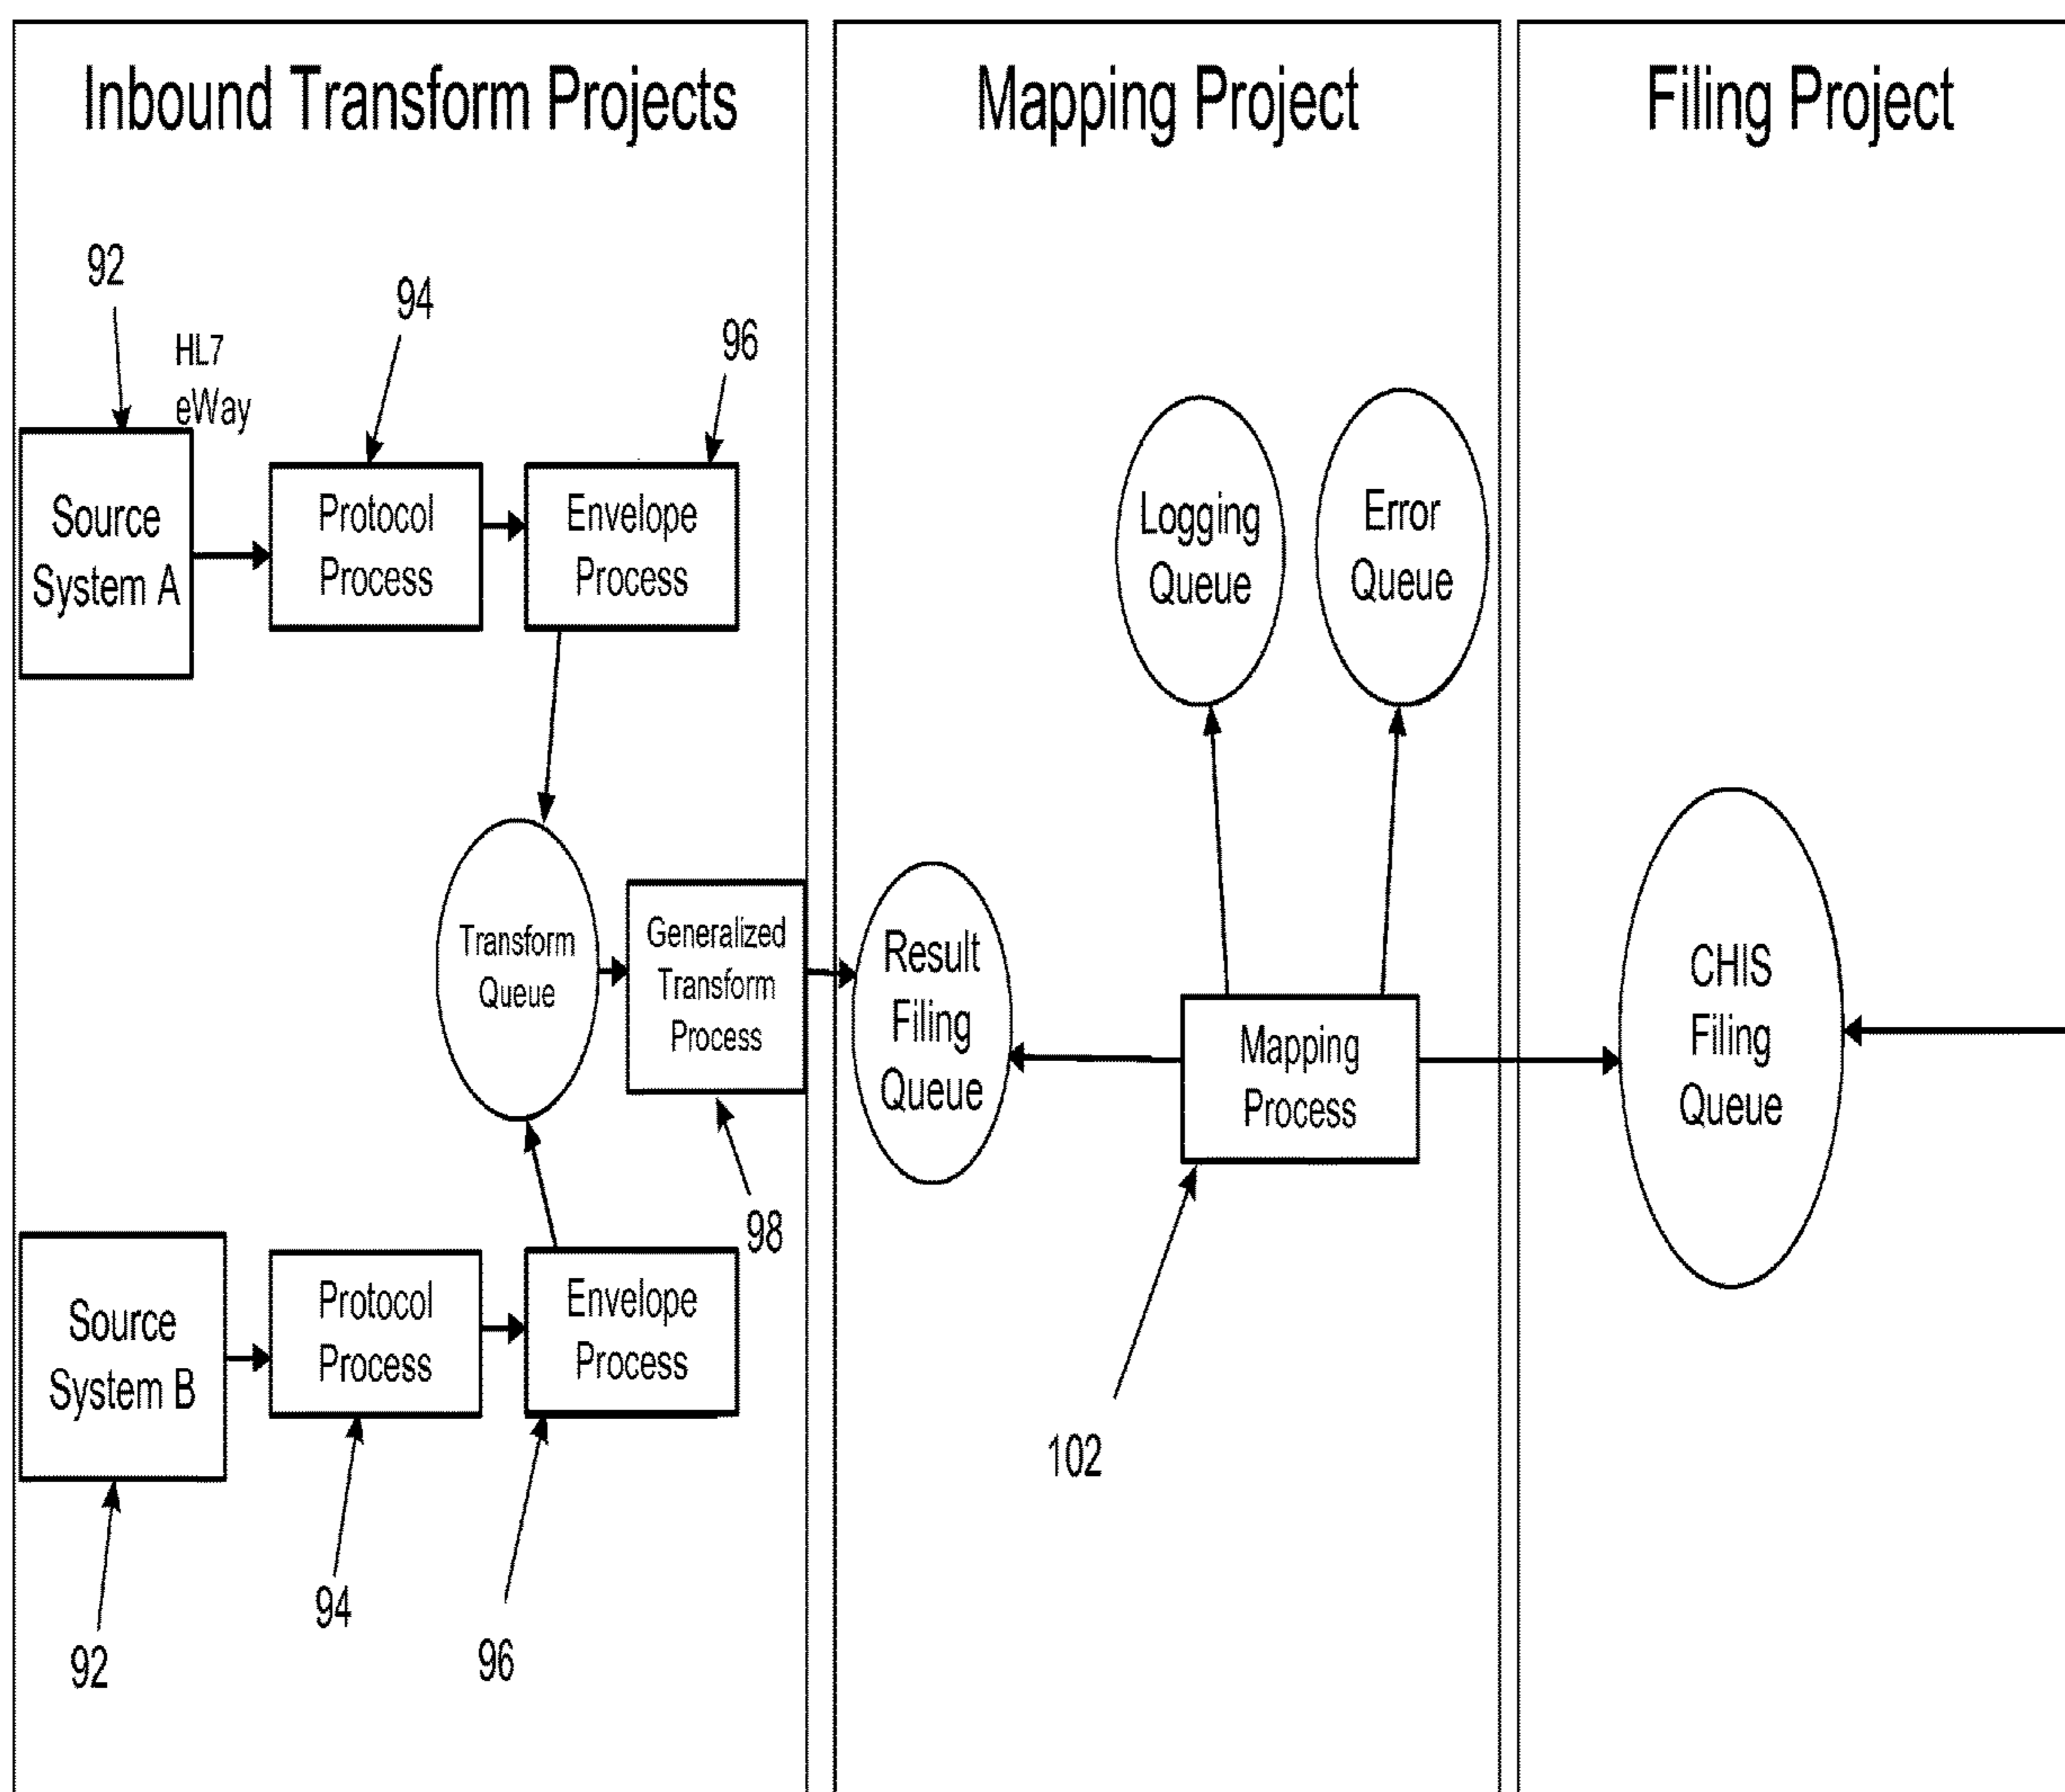 Inbound Transform Projects
Mapping Project
Filing Project
92
HL7
eWay
94
96
Source
System A
Protocol
Process
Envelope
Process
Logging
Queue
Error
Queue
Transform
Queue
Generalized
Transform
Process
Result
Filing
Queue
Mapping
Process
CHIS
Filing
Queue
98
Source
System B
Protocol
Process
Envelope
Process
102
92
94
96